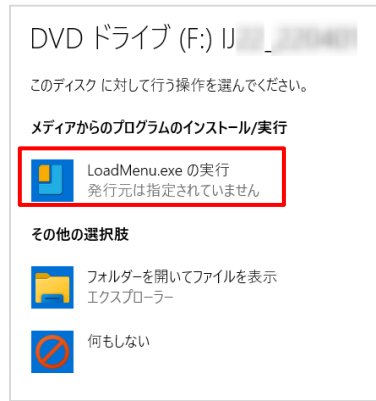 DVD ドライブ (F:) IJ
このディスク に対して行う操作を選んでください。
メディアからのプログラムのインストール/実行
LoadMenu.exe の実行
発行元は指定されていません
その他の選択肢
フォルダーを開いてファイルを表示
エクスプローラー
何もしない